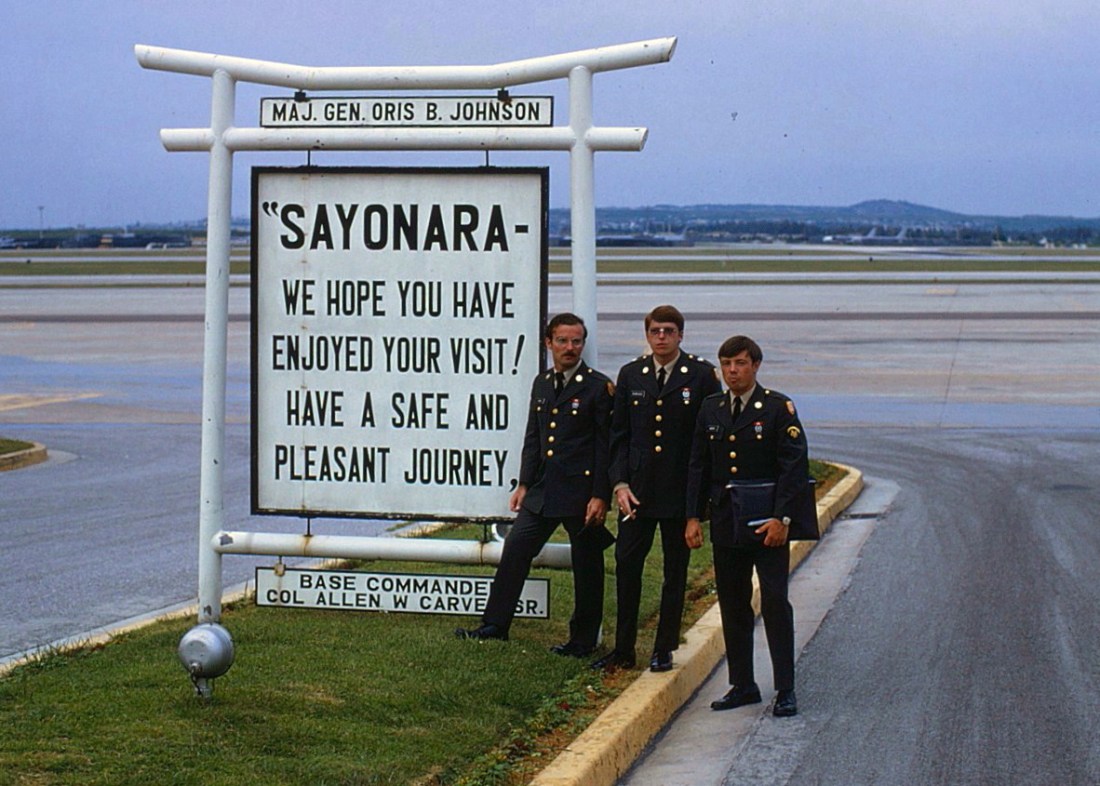 MAJ. GEN. ORIS B. JOHNSON
"SAYONARA-
WE HOPE YOU HAVE
ENJOYED YOUR VISIT!
HAVE A SAFE AND
PLEASANT JOURNEY,
BASE COMMANDE
COL ALLEN W CARVE SR.